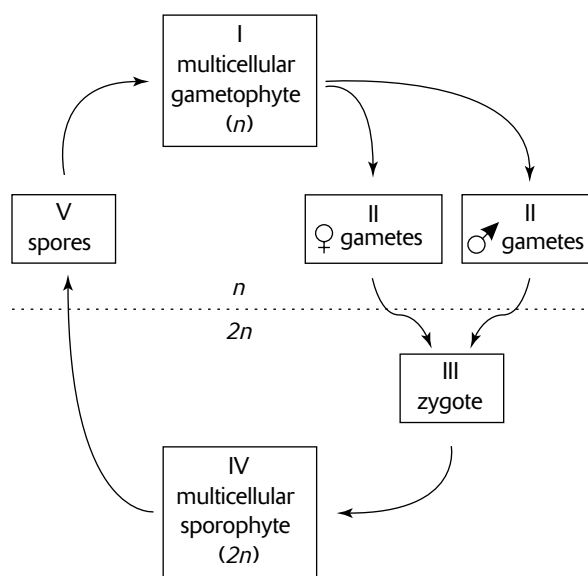 I
multicellular
gametophyte
(n)
V
spores
II
♀ gametes
II
♂ gametes
n
2n
III
zygote
IV
multicellular
sporophyte
(2n)